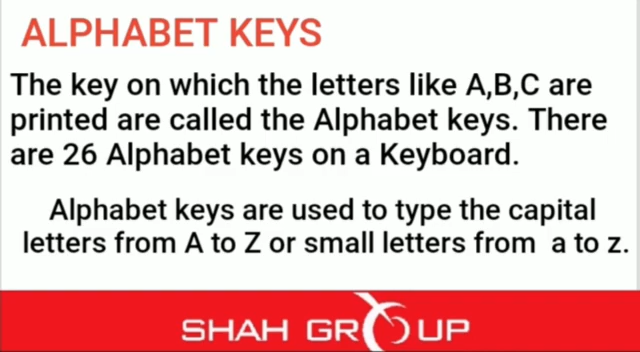 ALPHABET KEYS
The key on which the letters like A,B,C are
printed are called the Alphabet keys. There
are 26 Alphabet keys on a Keyboard.
Alphabet keys are used to type the capital
letters from A to Z or small letters from a to z.
SHAH GROUP